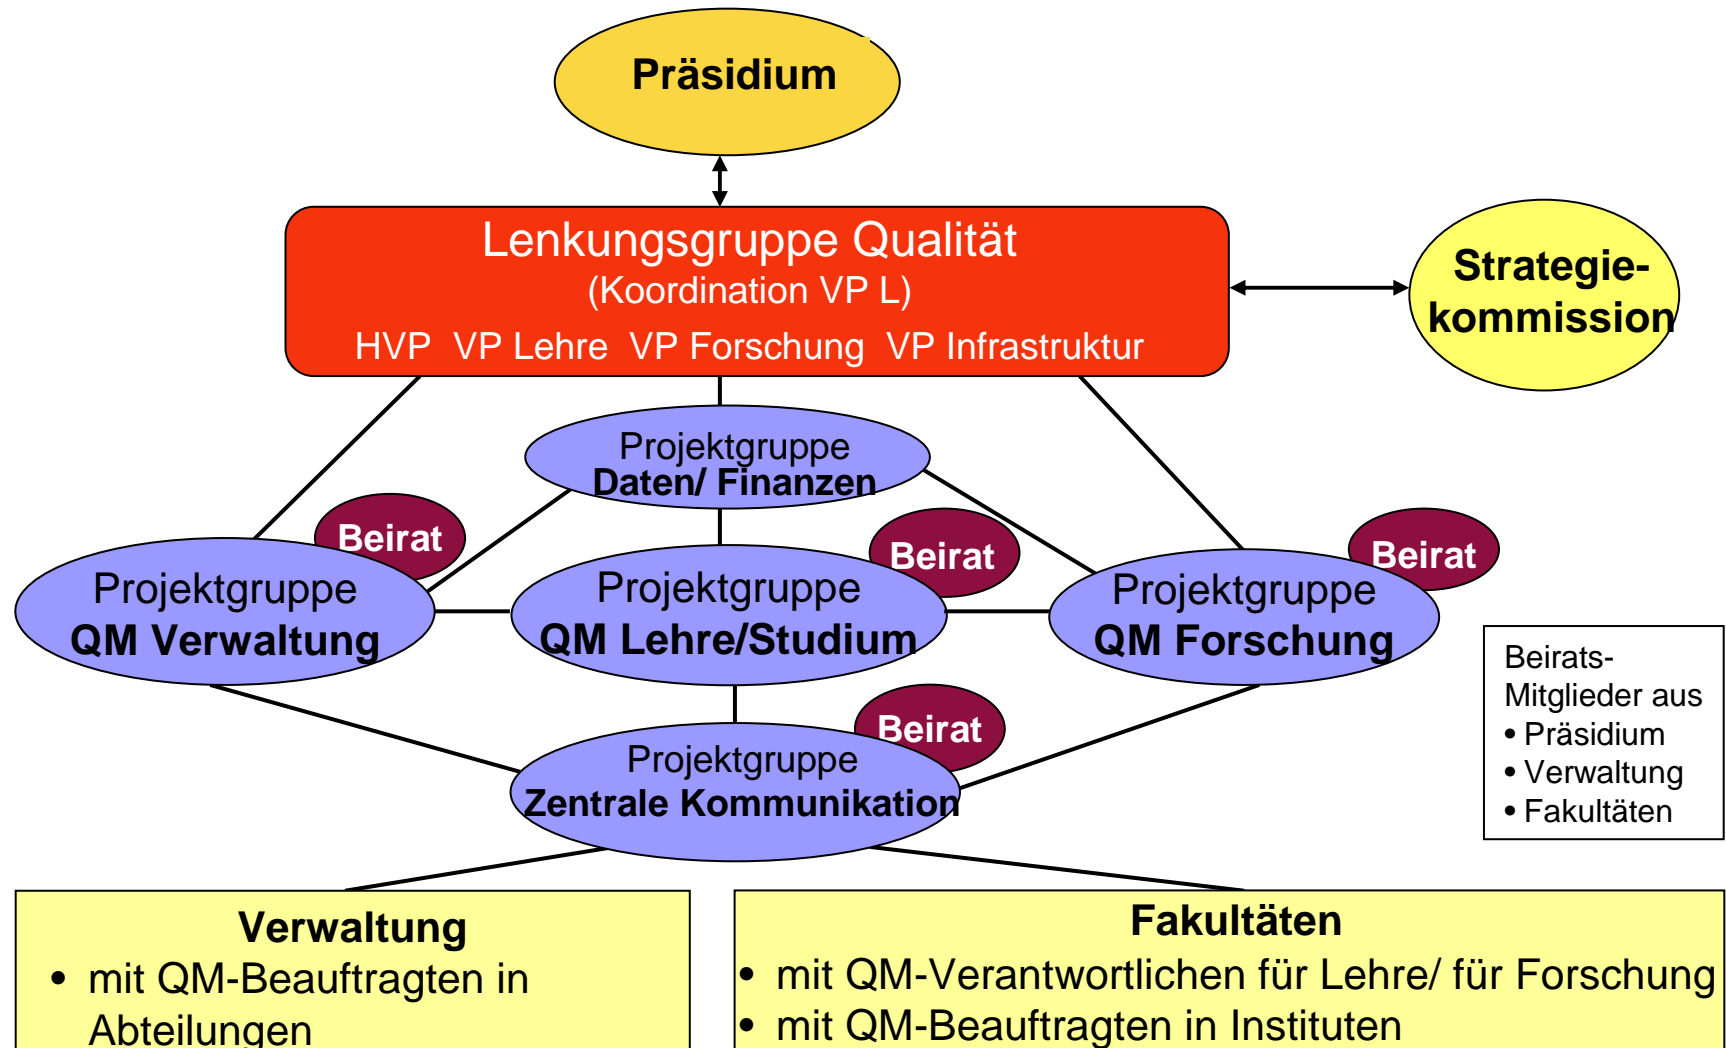 Präsidium
Lenkungsgruppe Qualität
(Koordination VP L)
HVP VP Lehre VP Forschung VP Infrastruktur
Strategie-
kommission
Projektgruppe
Daten/ Finanzen
Beirat
Projektgruppe
QM Verwaltung
Beirat
Projektgruppe
QM Lehre/Studium
Beirat
Projektgruppe
QM Forschung
Beirat
Projektgruppe
Zentrale Kommunikation
Beirats-
Mitglieder aus
• Präsidium
• Verwaltung
• Fakultäten
Verwaltung
• mit QM-Beauftragten in
Abteilungen
Fakultäten
• mit QM-Verantwortlichen für Lehre/ für Forschung
• mit QM-Beauftragten in Instituten